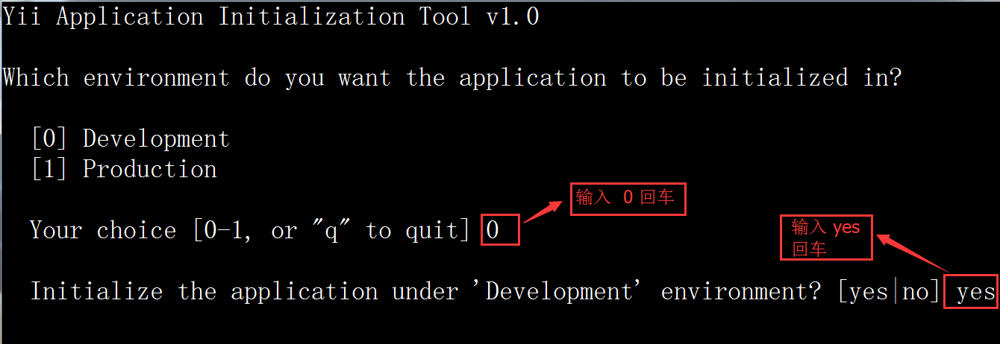 Yii Application Initialization Tool v1.0
Which environment do you want the application to be initialized in?
[0] Development
[1] Production
输入 0 回车
Your choice [0-1, or "q" to quit] 0
输入 yes
回车
Initialize the application under 'Development' environment? [yes|no] yes